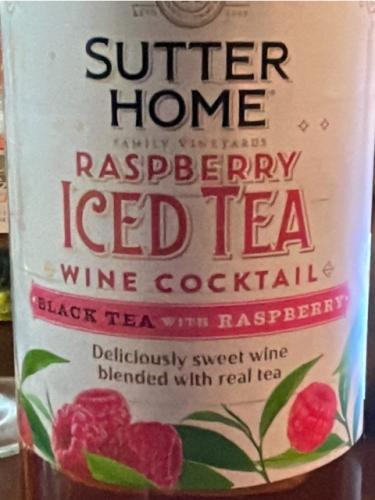 SUTTER
HOME
FAMILY VINEYARDS
RASPBERRY
ICED TEA
WINE COCKTAIL
BLACK TEA WITH RASPBERRY
Deliciously sweet wine
blended with real tea